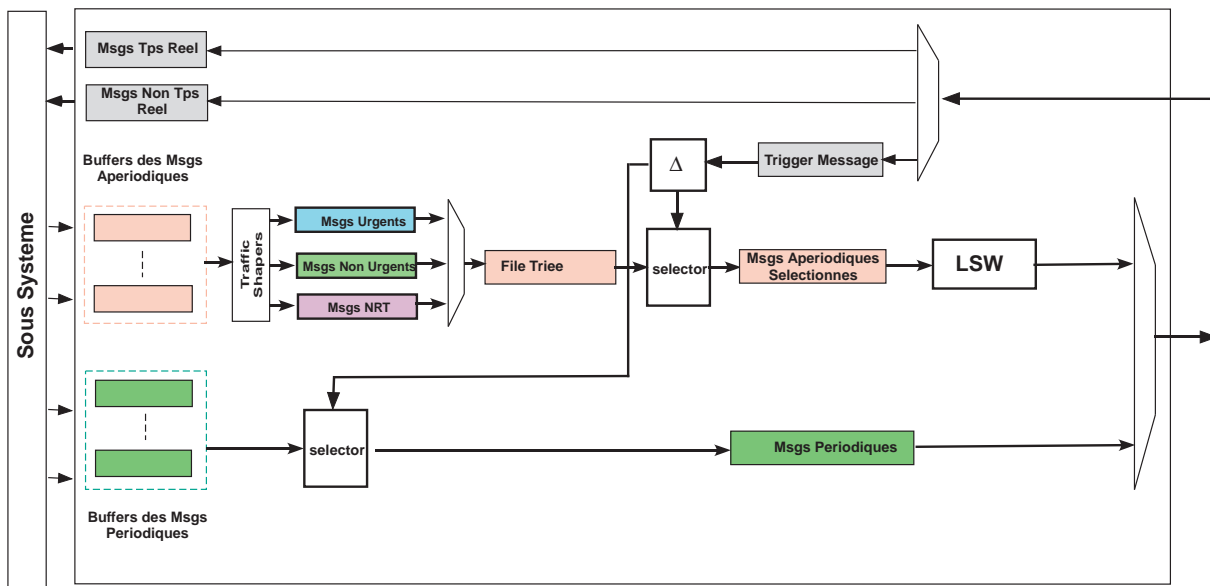 Sous Systeme
Msgs Tps Reel
Msgs Non Tps
Reel
Buffers des Msgs
Aperiodiques
Δ
Trigger Message
Traffic
Shapers
Msgs Urgents
Msgs Non Urgents
Msgs NRT
File Triee
selector
Msgs Aperiodiques
Selectionnes
LSW
selector
Msgs Periodiques
Buffers des Msgs
Periodiques